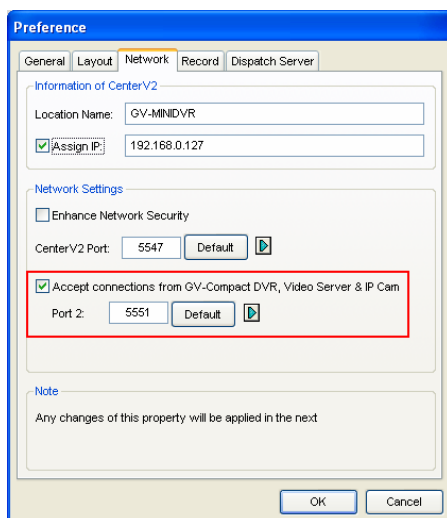 Preference
General Layout Network Record Dispatch Server
Information of CenterV2
Location Name: GV-MINIDVR
Assign IP: 192.168.0.127
Network Settings
Enhance Network Security
CenterV2 Port: 5547 Default
Accept connections from GV-Compact DVR, Video Server & IP Cam
Port 2: 5551 Default
Note
Any changes of this property will be applied in the next
OK Cancel